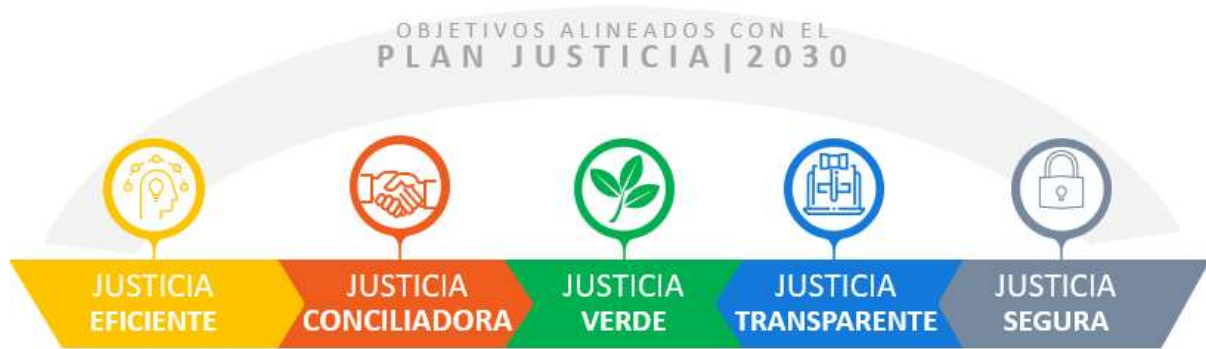 OBJETIVOS ALINEADOS CON EL
PLAN JUSTICIA|2030
JUSTICIA
EFICIENTE
JUSTICIA
CONCILIADORA
JUSTICIA
VERDE
JUSTICIA
TRANSPARENTE
JUSTICIA
SEGURA